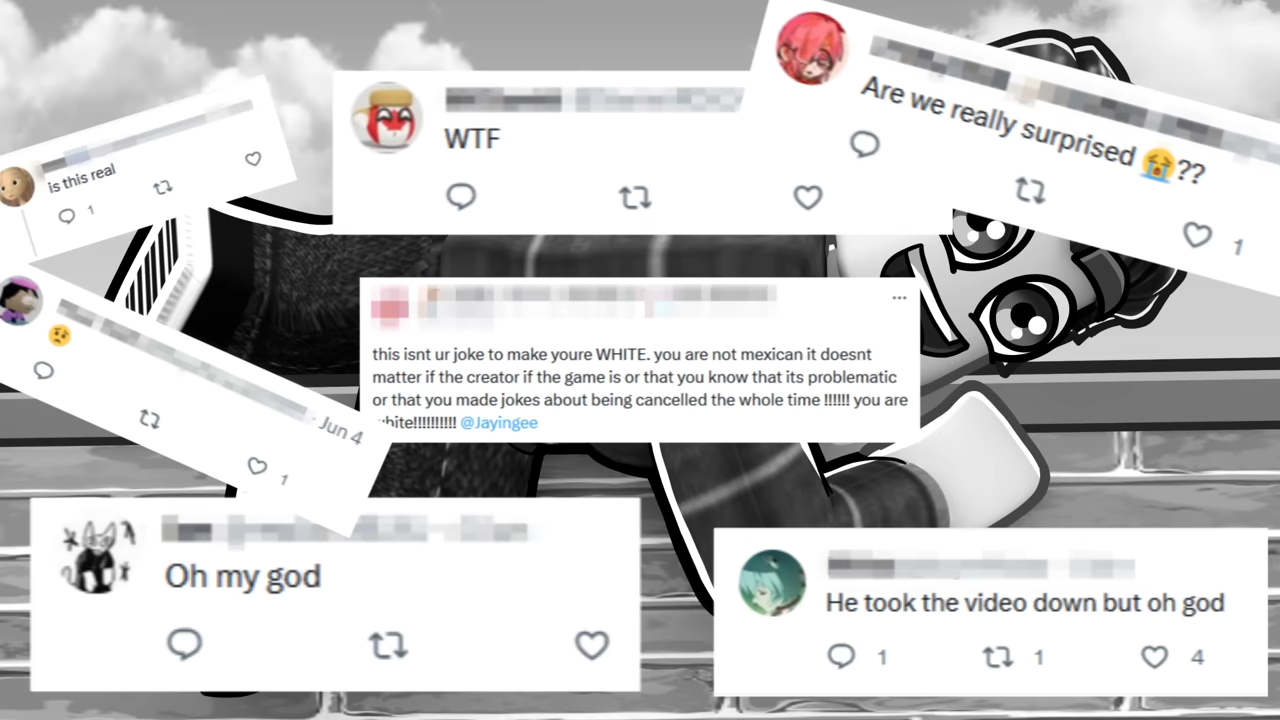 Are we really surprised 😭??
1
WTF
is this real
1
this isnt ur joke to make youre WHITE. you are not mexican it doesnt
matter if the creator if the game is or that you know that its problematic
or that you made jokes about being cancelled the whole time !!!!!! you are
white!!!!!!!!!! @Jayingee
😟
· Jun 4
1
Oh my god
He took the video down but oh god
1 1 4